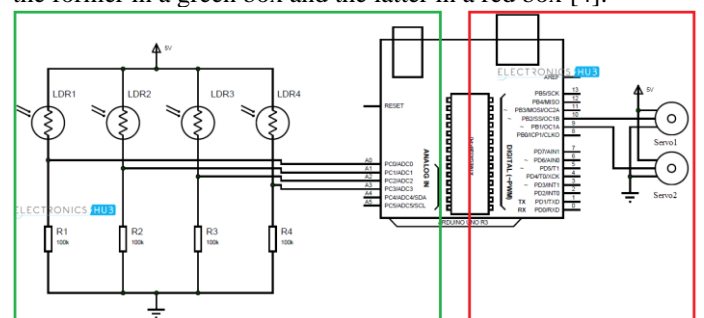 the former in a green box and the latter in a red box [4].
5V
LDR1
LDR2
LDR3
LDR4
R1
100k
R2
100k
R3
100k
R4
100k
ELECTRONICS HU3
RESET
A0 PC0/ADC0
A1 PC1/ADC1
A2 PC2/ADC2
A3 PC3/ADC3
A4 PC4/ADC4/SDA
A5 PC5/ADC5/SCL
ANALOG IN
ARDUINO UNO R3
DIGITAL (~PWM)
ELECTRONICS HU3
AREF
PB5/SCK 13
PB4/MISO 12
~ PB3/MOSI/OC2A 11
~ PB2/SS/OC1B 10
~ PB1/OC1A 9
PB0/ICP1/CLKO 8
PD7/AIN1 7
~ PD6/AIN0 6
~ PD5/T1 5
PD4/T0/XCK 4
~ PD3/INT1 3
PD2/INT0 2
TX PD1/TXD 1
RX PD0/RXD 0
5V
Servo1
Servo2